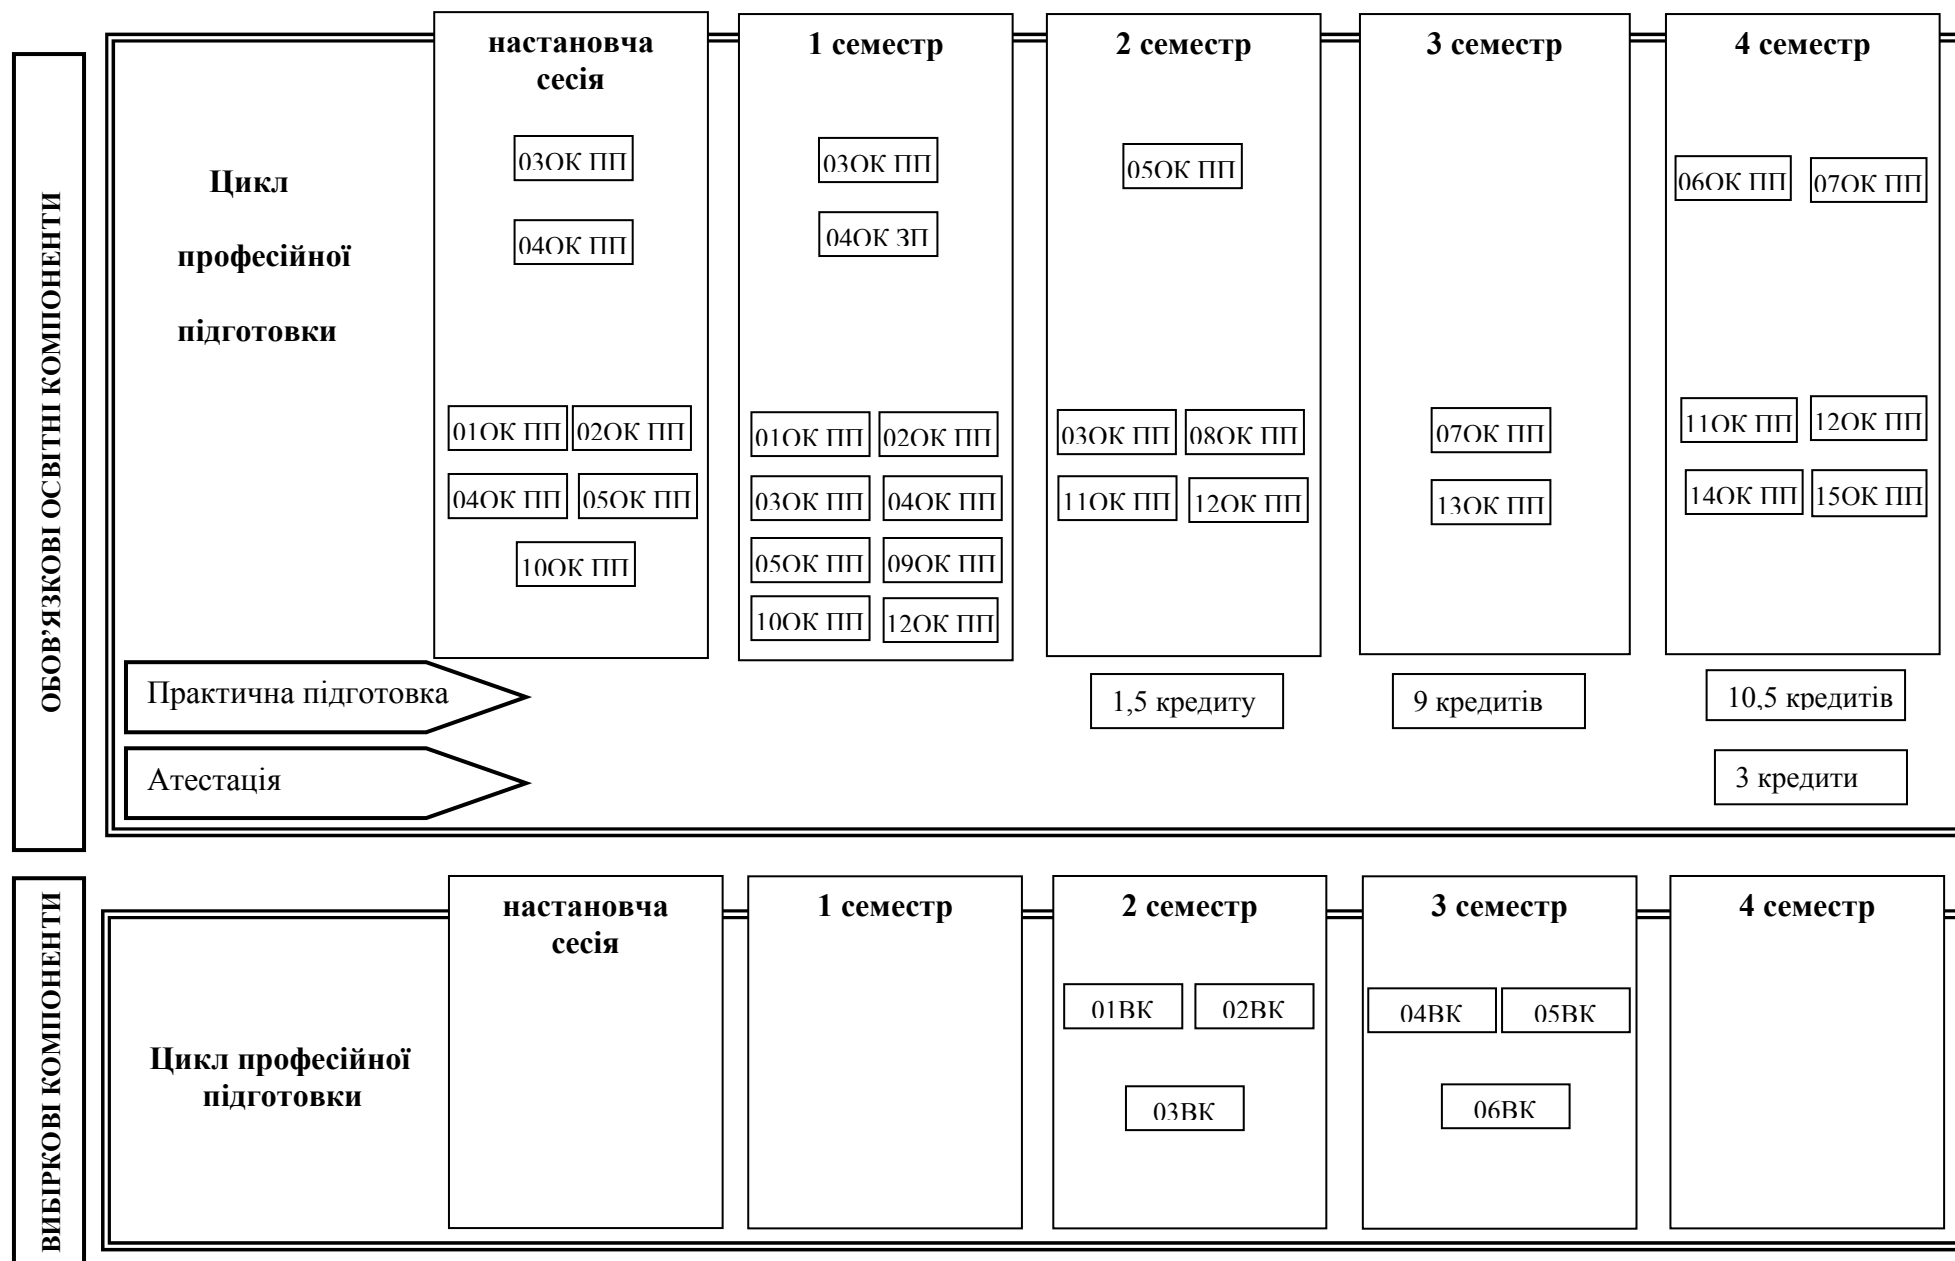 ОБОВ’ЯЗКОВІ ОСВІТНІ КОМПОНЕНТИ
Цикл
професійної
підготовки
настановча
сесія
03ОК ПП
04ОК ПП
01ОК ПП 02ОК ПП
04ОК ПП 05ОК ПП
10ОК ПП
1 семестр
03ОК ПП
04ОК ЗП
01ОК ПП 02ОК ПП
03ОК ПП 04ОК ПП
05ОК ПП 09ОК ПП
10ОК ПП 12ОК ПП
2 семестр
05ОК ПП
03ОК ПП 08ОК ПП
11ОК ПП 12ОК ПП
3 семестр
07ОК ПП
13ОК ПП
4 семестр
06ОК ПП 07ОК ПП
11ОК ПП 12ОК ПП
14ОК ПП 15ОК ПП
Практична підготовка
1,5 кредиту
9 кредитів
10,5 кредитів
Атестація
3 кредити
ВИБІРКОВІ КОМПОНЕНТИ
Цикл професійної
підготовки
настановча
сесія
1 семестр
2 семестр
01ВК 02ВК
03ВК
3 семестр
04ВК 05ВК
06ВК
4 семестр